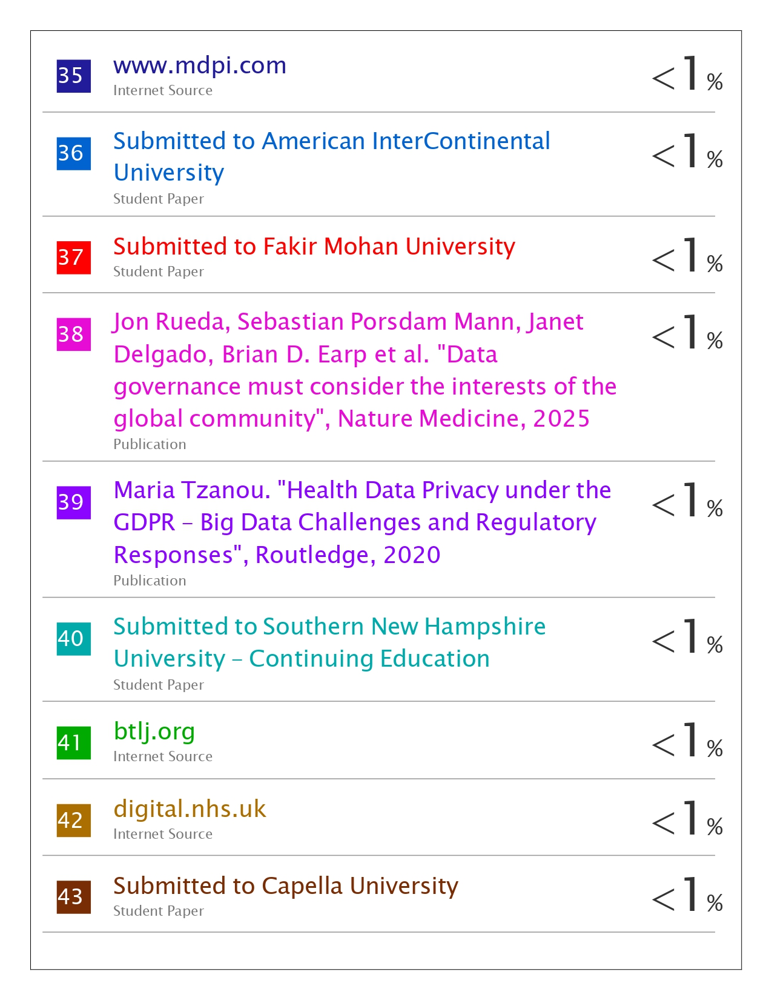 35 www.mdpi.com <1%
Internet Source
36 Submitted to American InterContinental <1%
University
Student Paper
37 Submitted to Fakir Mohan University <1%
Student Paper
38 Jon Rueda, Sebastian Porsdam Mann, Janet <1%
Delgado, Brian D. Earp et al. "Data
governance must consider the interests of the
global community", Nature Medicine, 2025
Publication
39 Maria Tzanou. "Health Data Privacy under the <1%
GDPR – Big Data Challenges and Regulatory
Responses", Routledge, 2020
Publication
40 Submitted to Southern New Hampshire <1%
University – Continuing Education
Student Paper
41 btlj.org <1%
Internet Source
42 digital.nhs.uk <1%
Internet Source
43 Submitted to Capella University <1%
Student Paper